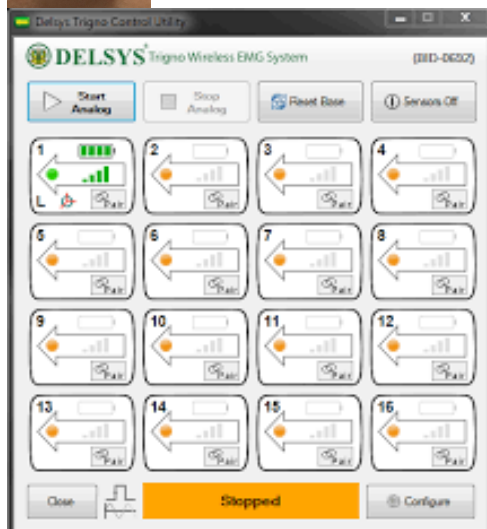 Delsys Trigno Control Utility
DELSYS Trigno Wireless EMG System
Start Analog
Stop Analog
Reset Base
Sensors Off
1 2 3 4
L
Pair Pair Pair Pair
5 6 7 8
Pair Pair Pair Pair
9 10 11 12
Pair Pair Pair Pair
13 14 15 16
Pair Pair Pair Pair
Close Stopped Configure